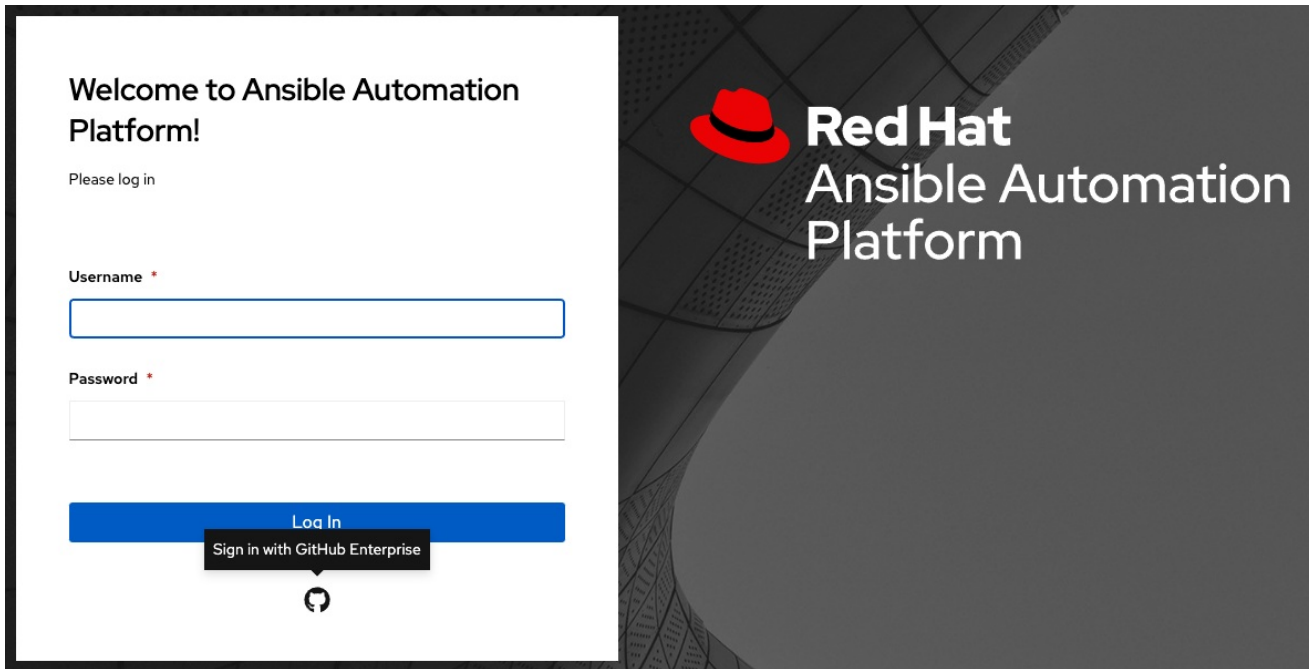 Welcome to Ansible Automation
Platform!
Please log in
Username *
Password *
Log In
Sign in with GitHub Enterprise
Red Hat
Ansible Automation
Platform